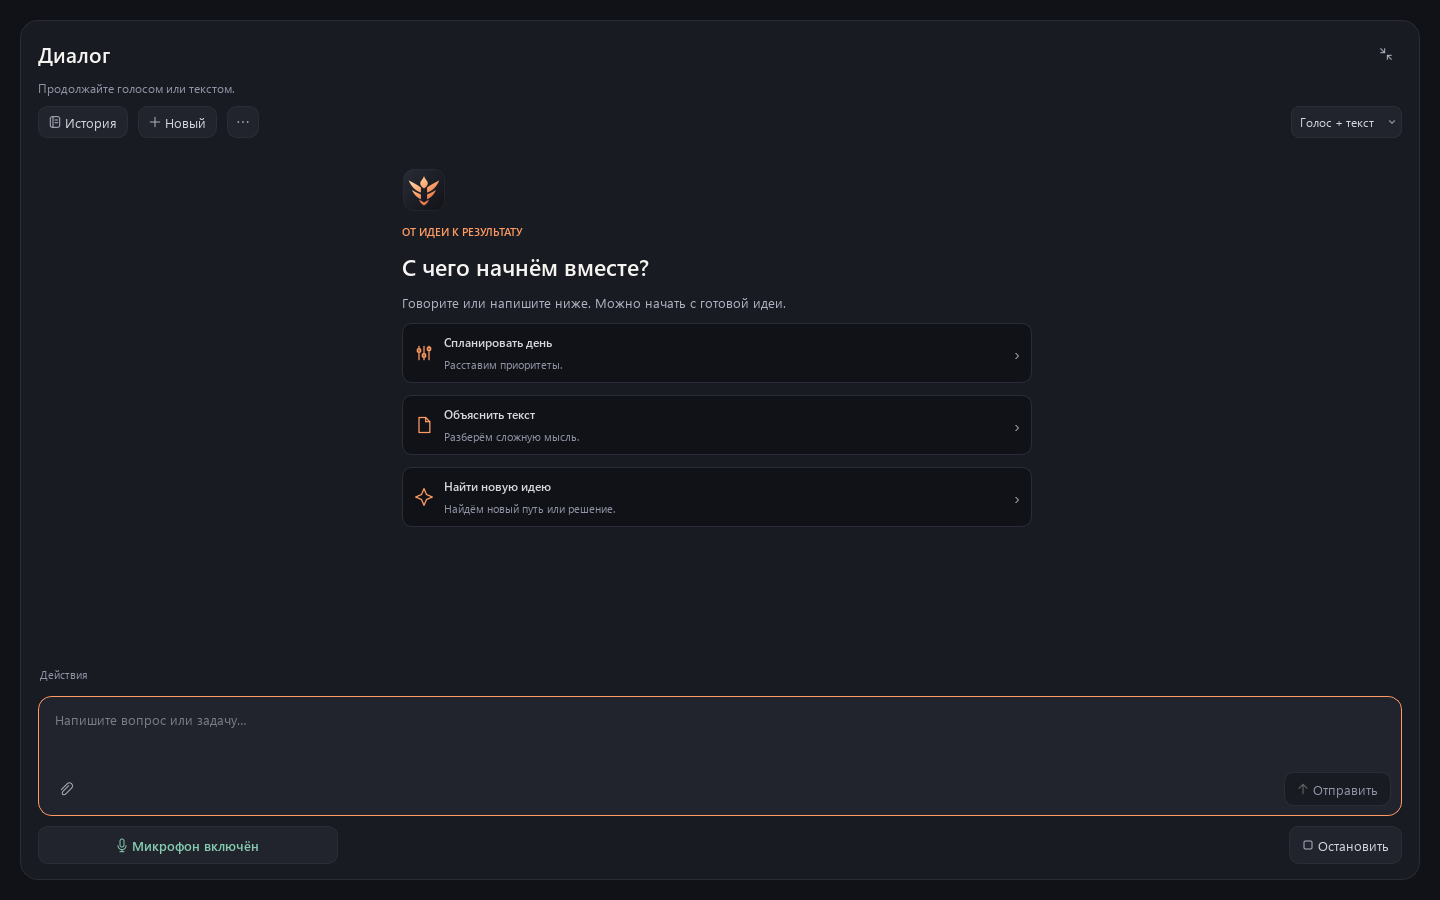 Диалог
Продолжайте голосом или текстом.
История
Новый
Голос + текст
ОТ ИДЕИ К РЕЗУЛЬТАТУ
С чего начнём вместе?
Говорите или напишите ниже. Можно начать с готовой идеи.
Спланировать день
Расставим приоритеты.
Объяснить текст
Разберём сложную мысль.
Найти новую идею
Найдём новый путь или решение.
Действия
Напишите вопрос или задачу...
Отправить
Микрофон включён
Остановить